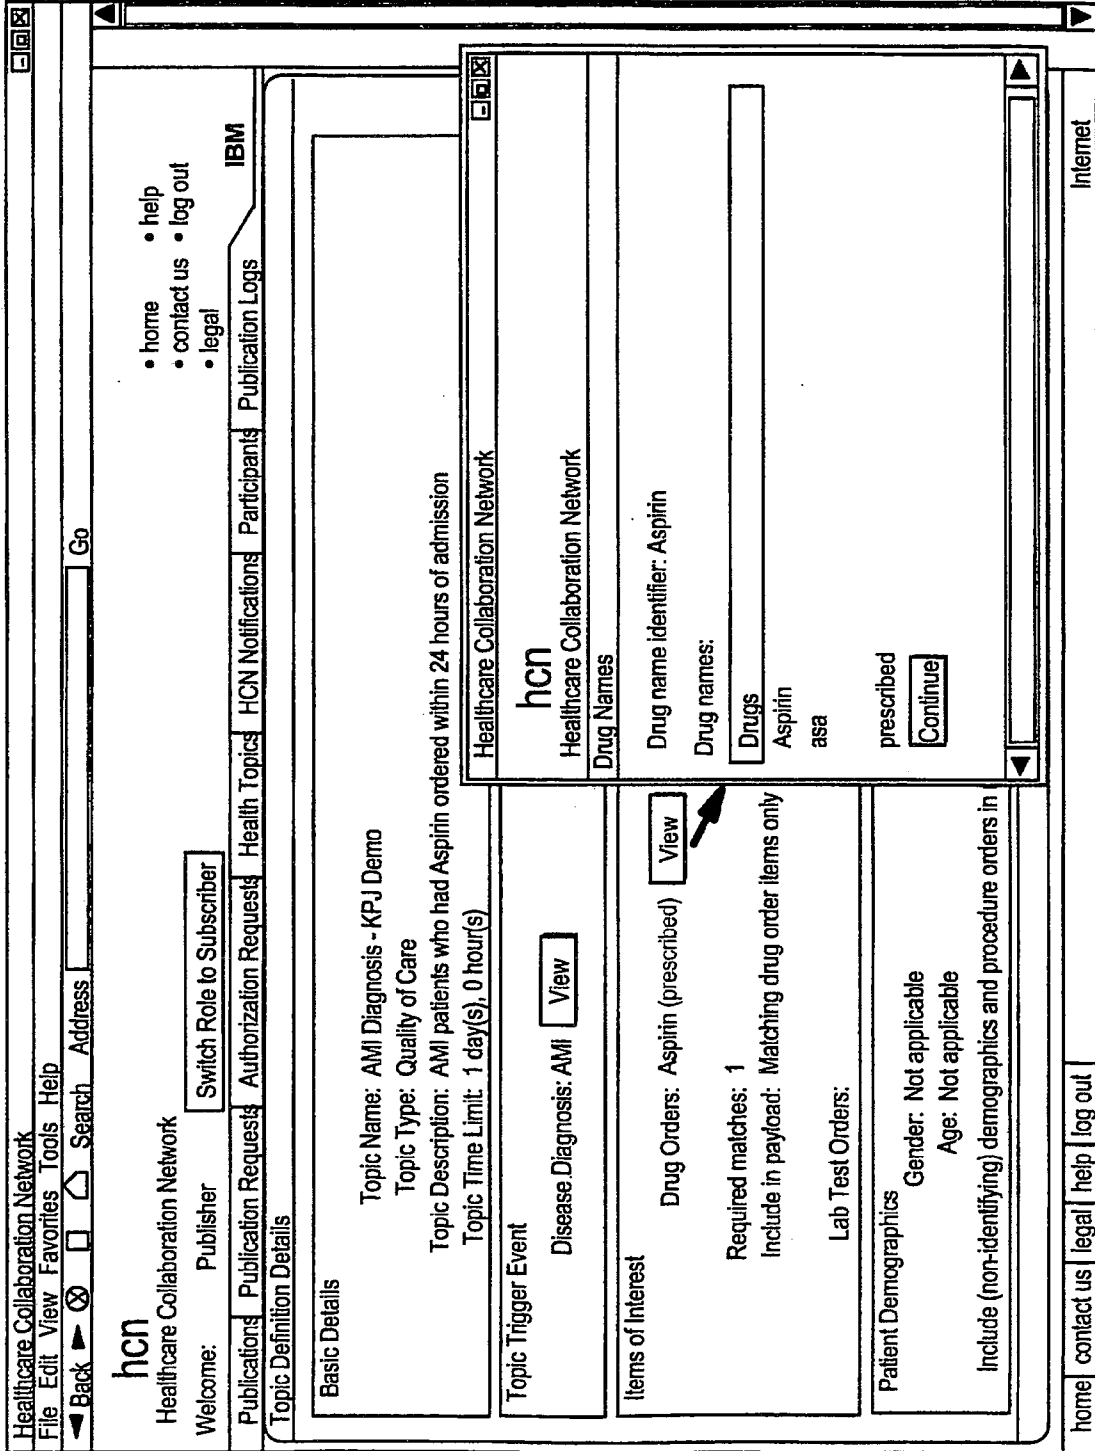 Healthcare Collaboration Network
File Edit View Favorites Tools Help
Back Search Address Go
hcn
Healthcare Collaboration Network
• home • help
• contact us • log out
• legal
Welcome: Publisher Switch Role to Subscriber
IBM
Publications Publication Requests Authorization Requests Health Topics HCN Notifications Participants Publication Logs
Topic Definition Details
Basic Details
Topic Name: AMI Diagnosis - KPJ Demo
Topic Type: Quality of Care
Topic Description: AMI patients who had Aspirin ordered within 24 hours of admission
Topic Time Limit: 1 day(s), 0 hour(s)
Topic Trigger Event
Disease.Diagnosis: AMI View
Items of Interest
Drug Orders: Aspirin (prescribed) View
Required matches: 1
Include in payload: Matching drug order items only
Lab Test Orders:
Patient Demographics
Gender: Not applicable
Age: Not applicable
Include (non-identifying) demographics and procedure orders in
Healthcare Collaboration Network
hcn
Healthcare Collaboration Network
Drug Names
Drug name identifier: Aspirin
Drug names:
Drugs
Aspirin
asa
prescribed
Continue
home contact us legal help log out Internet